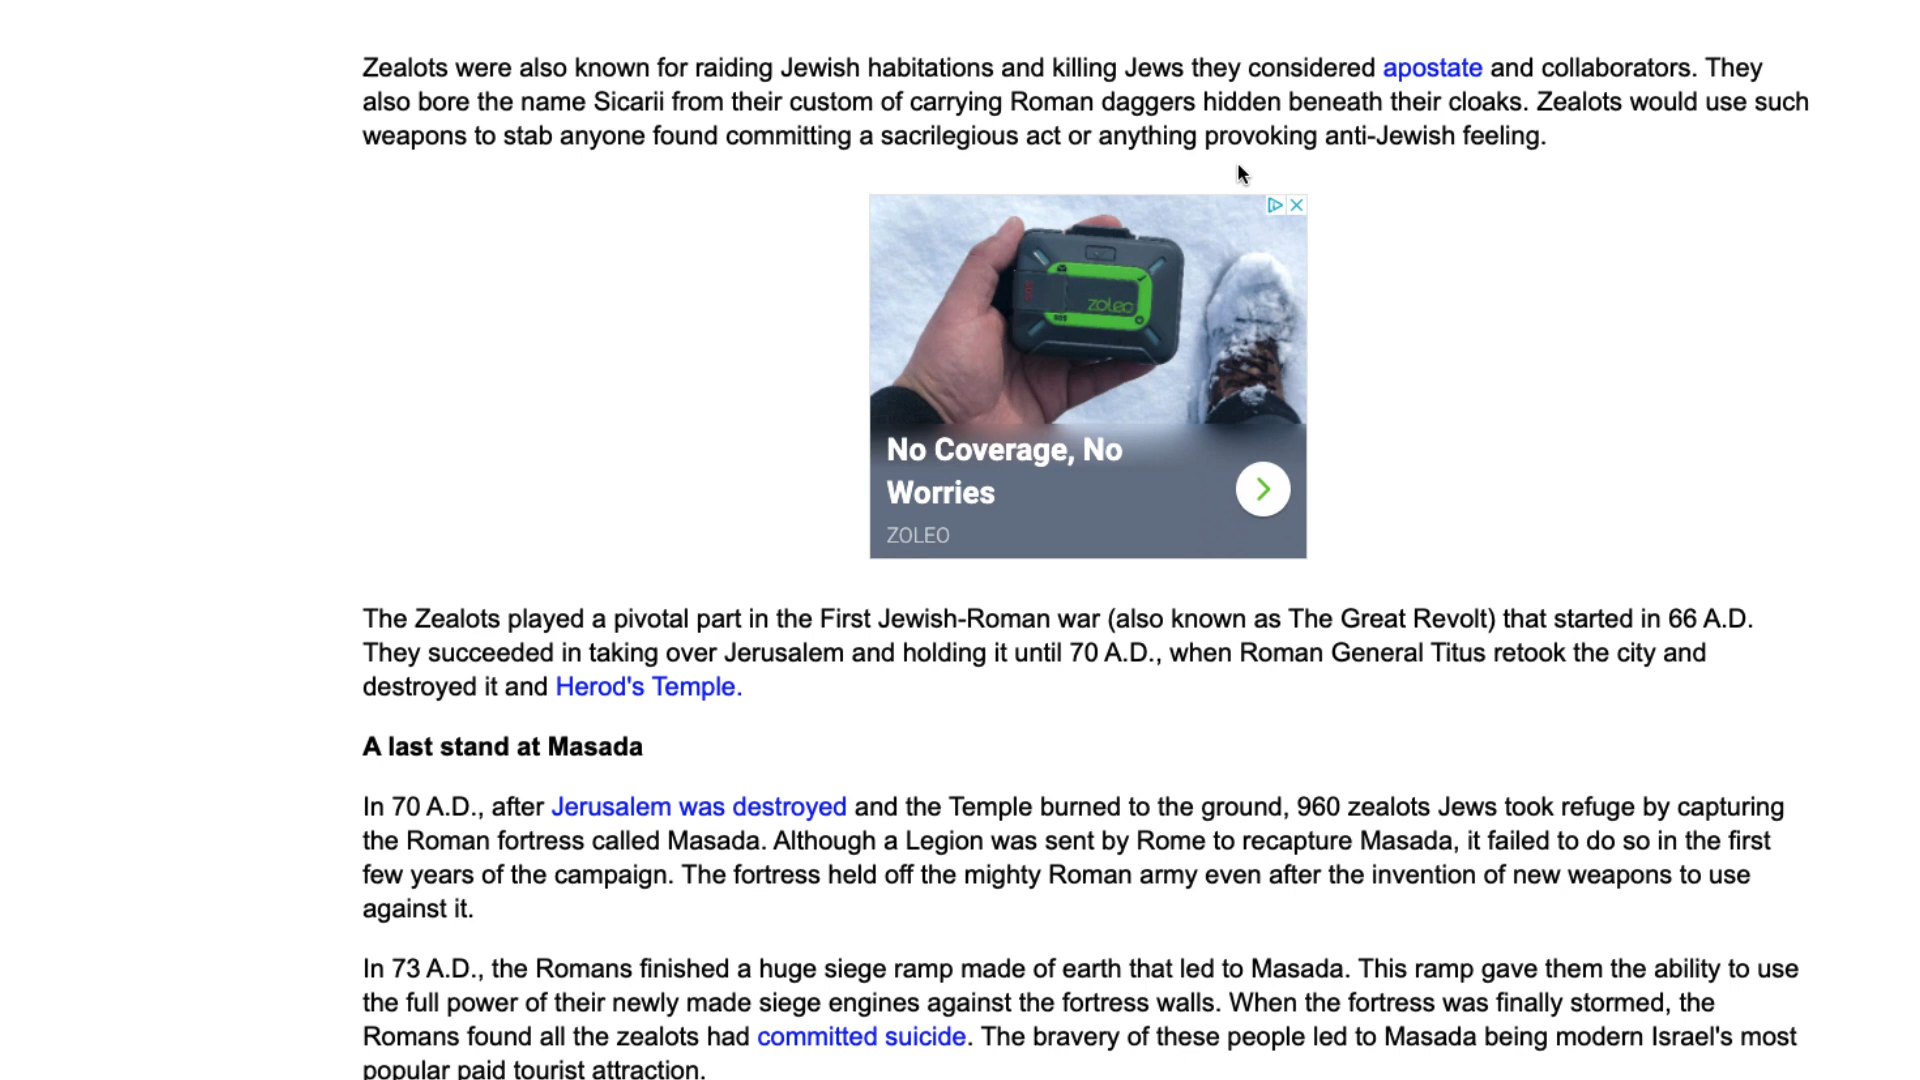 Zealots were also known for raiding Jewish habitations and killing Jews they considered apostate and collaborators. They
also bore the name Sicarii from their custom of carrying Roman daggers hidden beneath their cloaks. Zealots would use such
weapons to stab anyone found committing a sacrilegious act or anything provoking anti-Jewish feeling.
SOS
zoleo
SOS
No Coverage, No
Worries
ZOLEO
The Zealots played a pivotal part in the First Jewish-Roman war (also known as The Great Revolt) that started in 66 A.D.
They succeeded in taking over Jerusalem and holding it until 70 A.D., when Roman General Titus retook the city and
destroyed it and Herod's Temple.
A last stand at Masada
In 70 A.D., after Jerusalem was destroyed and the Temple burned to the ground, 960 zealots Jews took refuge by capturing
the Roman fortress called Masada. Although a Legion was sent by Rome to recapture Masada, it failed to do so in the first
few years of the campaign. The fortress held off the mighty Roman army even after the invention of new weapons to use
against it.
In 73 A.D., the Romans finished a huge siege ramp made of earth that led to Masada. This ramp gave them the ability to use
the full power of their newly made siege engines against the fortress walls. When the fortress was finally stormed, the
Romans found all the zealots had committed suicide. The bravery of these people led to Masada being modern Israel's most
popular paid tourist attraction.